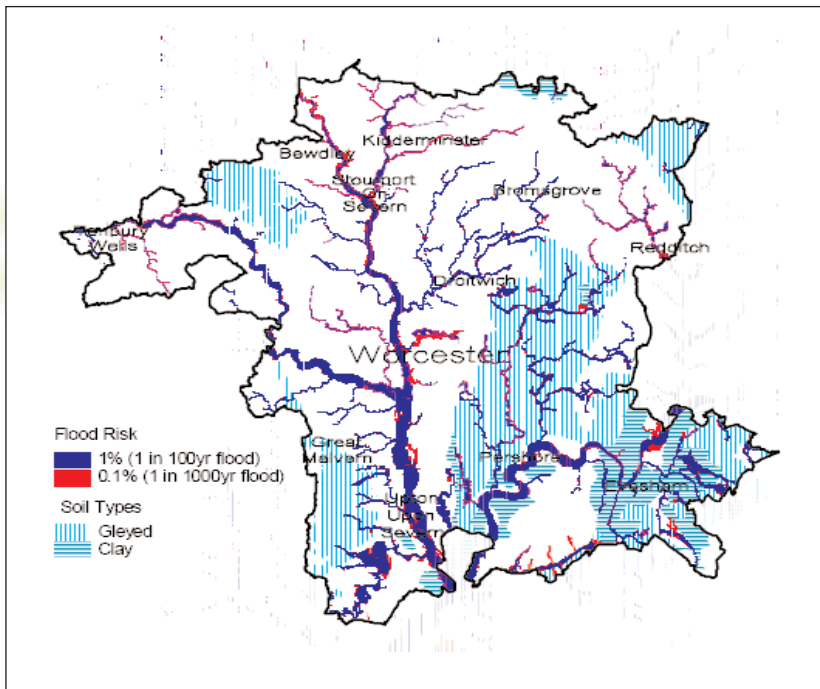 Kidderminster
Bewdley
Stourport
On
Severn
Bromsgrove
Wells
Redditch
Droitwich
Worcester
Flood Risk
1% (1 in 100yr flood)
0.1% (1 in 1000yr flood)
Great
Malvern
Pershore
Evesham
Soil Types
Upton
Upon
Severn
Gleyed
Clay